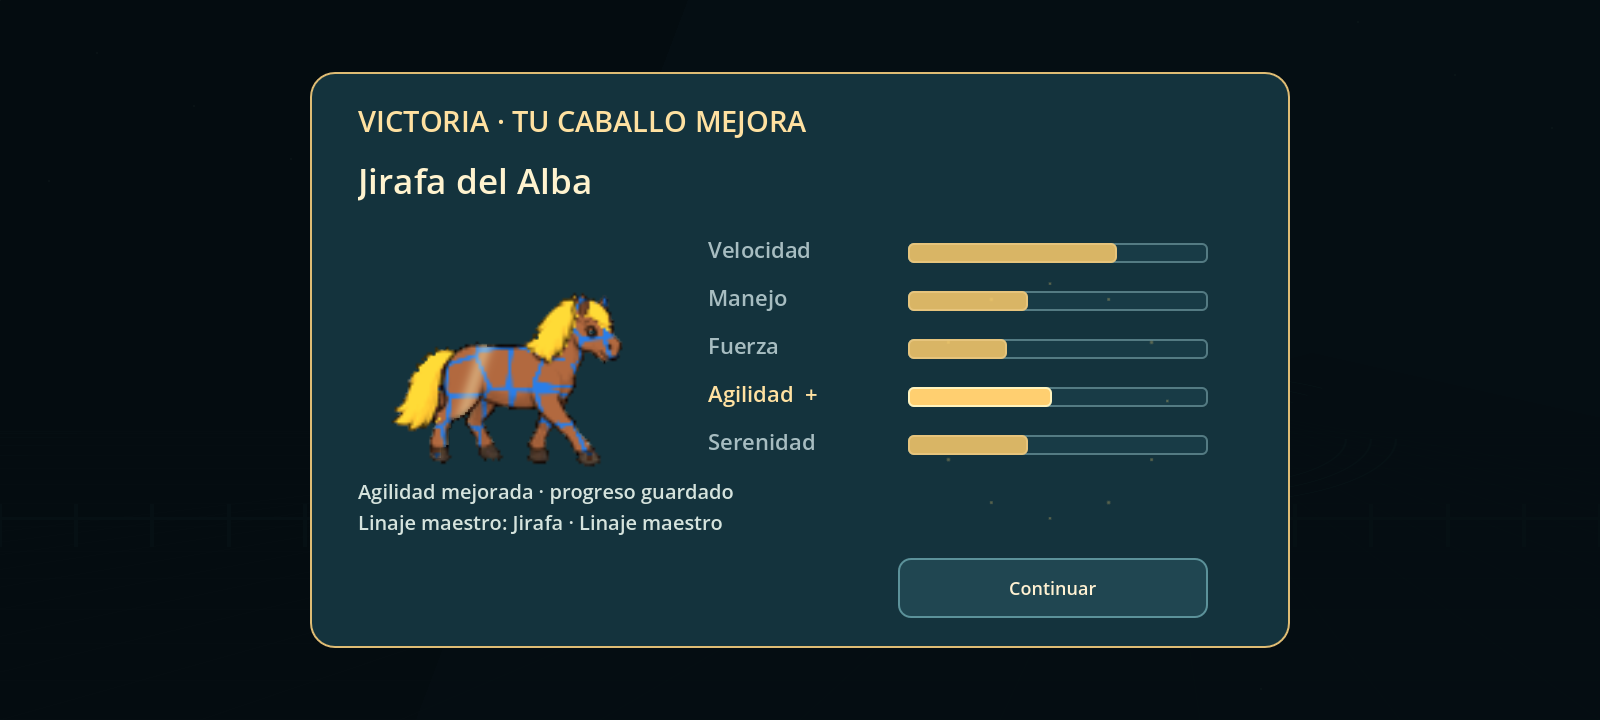 VICTORIA · TU CABALLO MEJORA
Jirafa del Alba
Velocidad
Manejo
Fuerza
Agilidad +
Serenidad
Agilidad mejorada · progreso guardado
Linaje maestro: Jirafa · Linaje maestro
Continuar